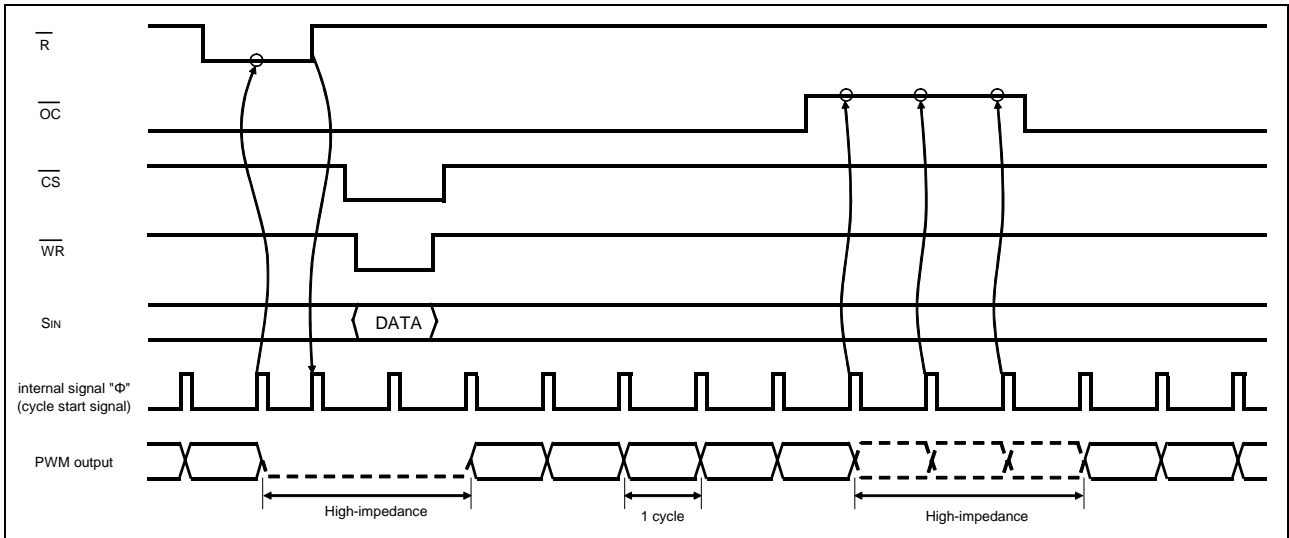 R
OC
CS
WR
SIN
DATA
internal signal "Φ"
(cycle start signal)
PWM output
High-impedance
1 cycle
High-impedance